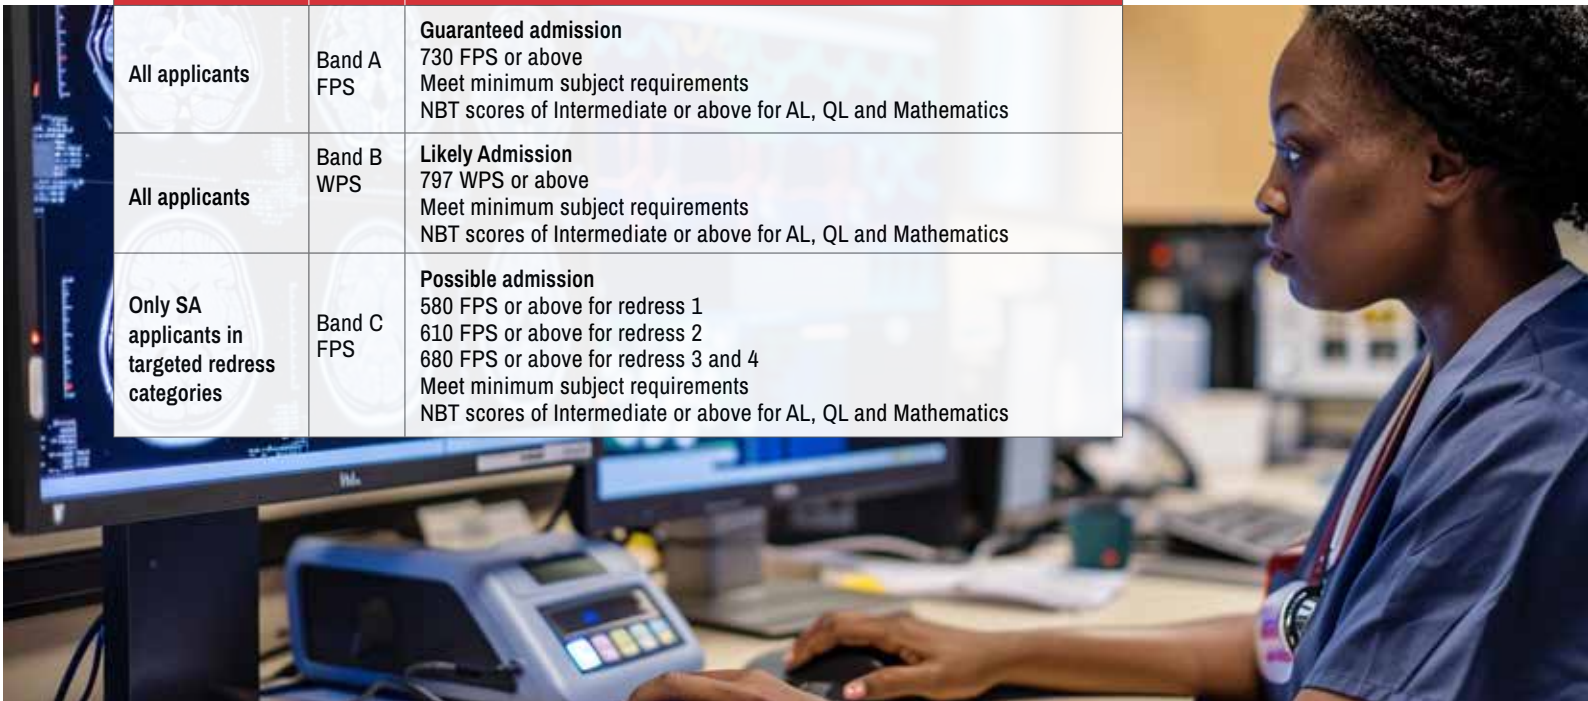 All applicants
Band A
FPS
Guaranteed admission
730 FPS or above
Meet minimum subject requirements
NBT scores of Intermediate or above for AL, QL and Mathematics
All applicants
Band B
WPS
Likely Admission
797 WPS or above
Meet minimum subject requirements
NBT scores of Intermediate or above for AL, QL and Mathematics
Only SA
applicants in
targeted redress
categories
Band C
FPS
Possible admission
580 FPS or above for redress 1
610 FPS or above for redress 2
680 FPS or above for redress 3 and 4
Meet minimum subject requirements
NBT scores of Intermediate or above for AL, QL and Mathematics